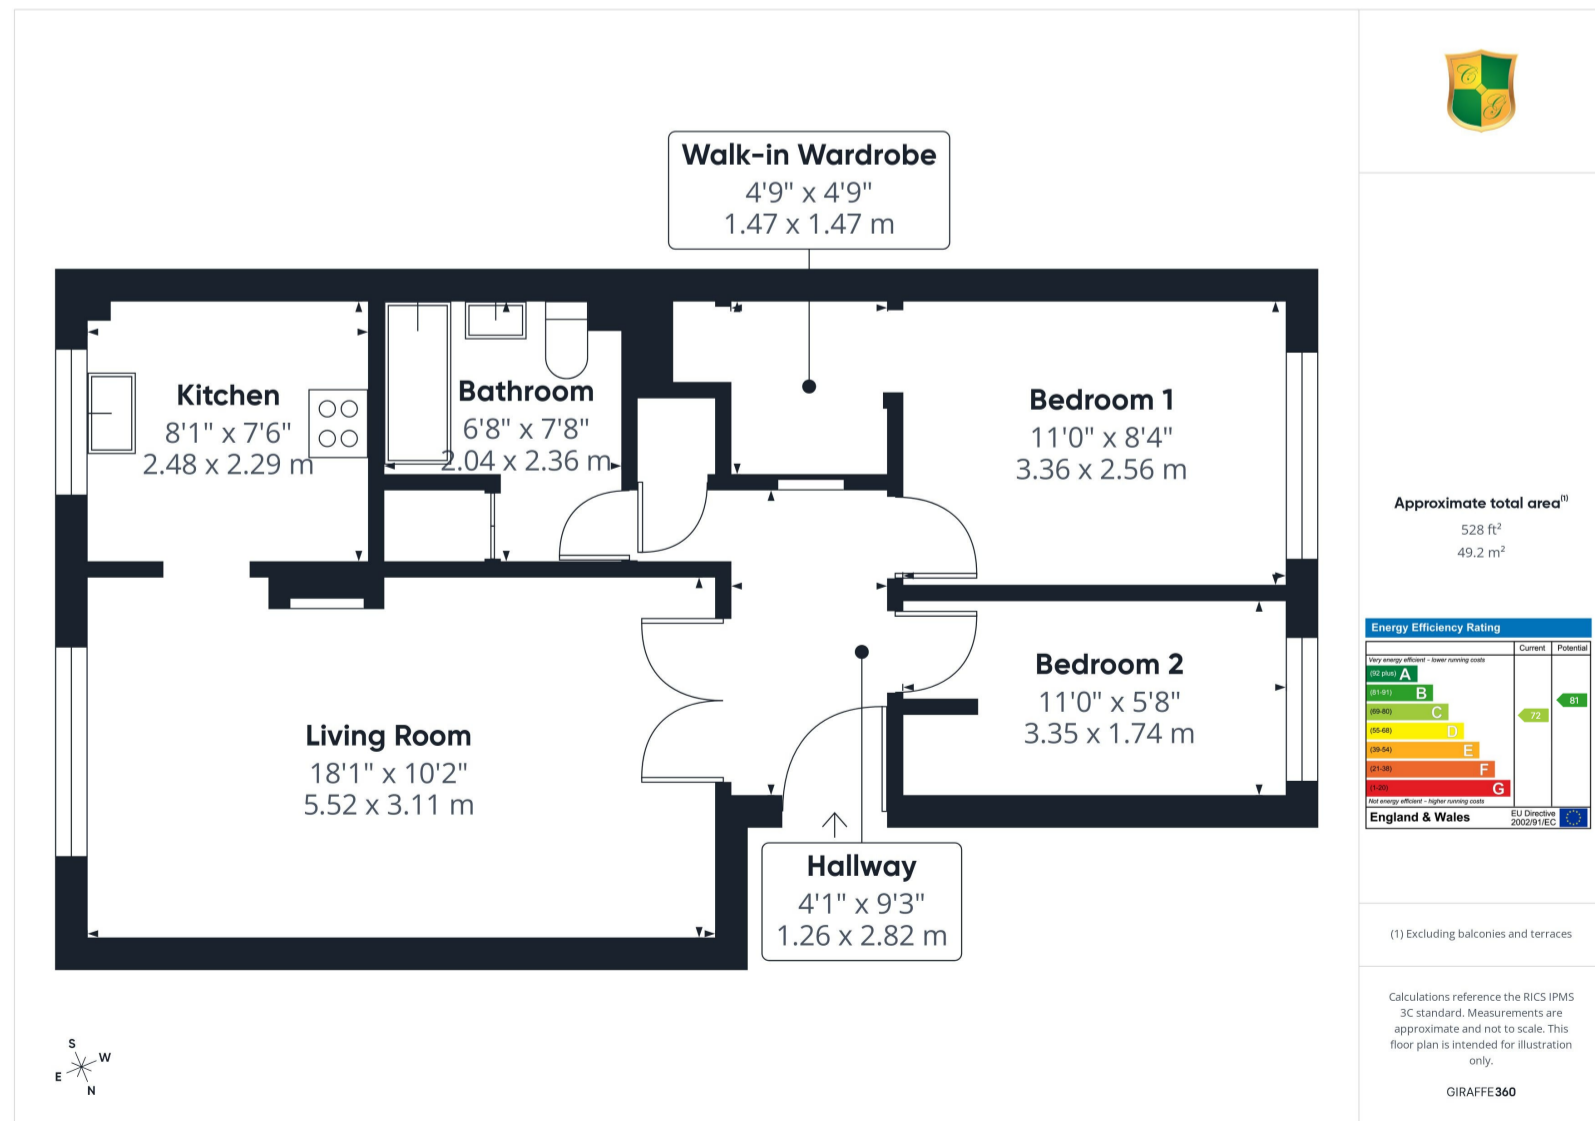 Walk-in Wardrobe
4'9" x 4'9"
1.47 x 1.47 m
Kitchen
8'1" x 7'6"
2.48 x 2.29 m
Bathroom
6'8" x 7'8"
2.04 x 2.36 m
Bedroom 1
11'0" x 8'4"
3.36 x 2.56 m
Bedroom 2
11'0" x 5'8"
3.35 x 1.74 m
Living Room
18'1" x 10'2"
5.52 x 3.11 m
Hallway
4'1" x 9'3"
1.26 x 2.82 m
S
W
E
N
C
G
Approximate total area(1)
528 ft²
49.2 m²
Energy Efficiency Rating
Current Potential
Very energy efficient - lower running costs
(92 plus) A
(81-91) B
(69-80) C
(55-68) D
(39-54) E
(21-38) F
(1-20) G
72
81
Not energy efficient - higher running costs
England & Wales
EU Directive
2002/91/EC
(1) Excluding balconies and terraces
Calculations reference the RICS IPMS
3C standard. Measurements are
approximate and not to scale. This
floor plan is intended for illustration
only.
GIRAFFE360